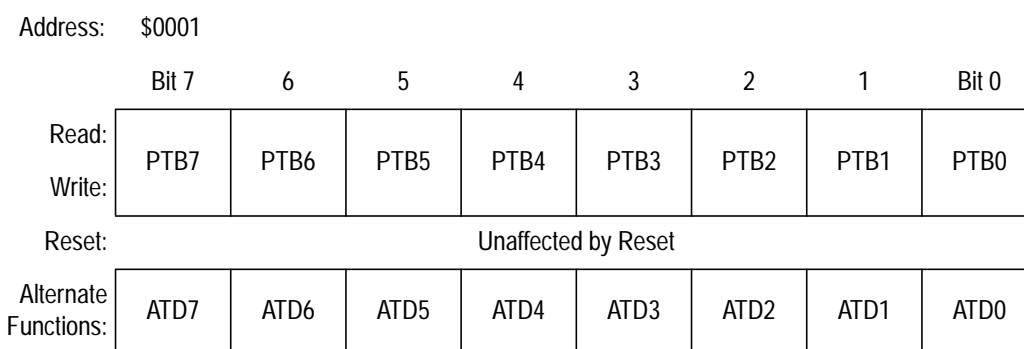 Address: $0001
Bit 7 6 5 4 3 2 1 Bit 0
Read:
PTB7 PTB6 PTB5 PTB4 PTB3 PTB2 PTB1 PTB0
Write:
Reset: Unaffected by Reset
Alternate
Functions: ATD7 ATD6 ATD5 ATD4 ATD3 ATD2 ATD1 ATD0